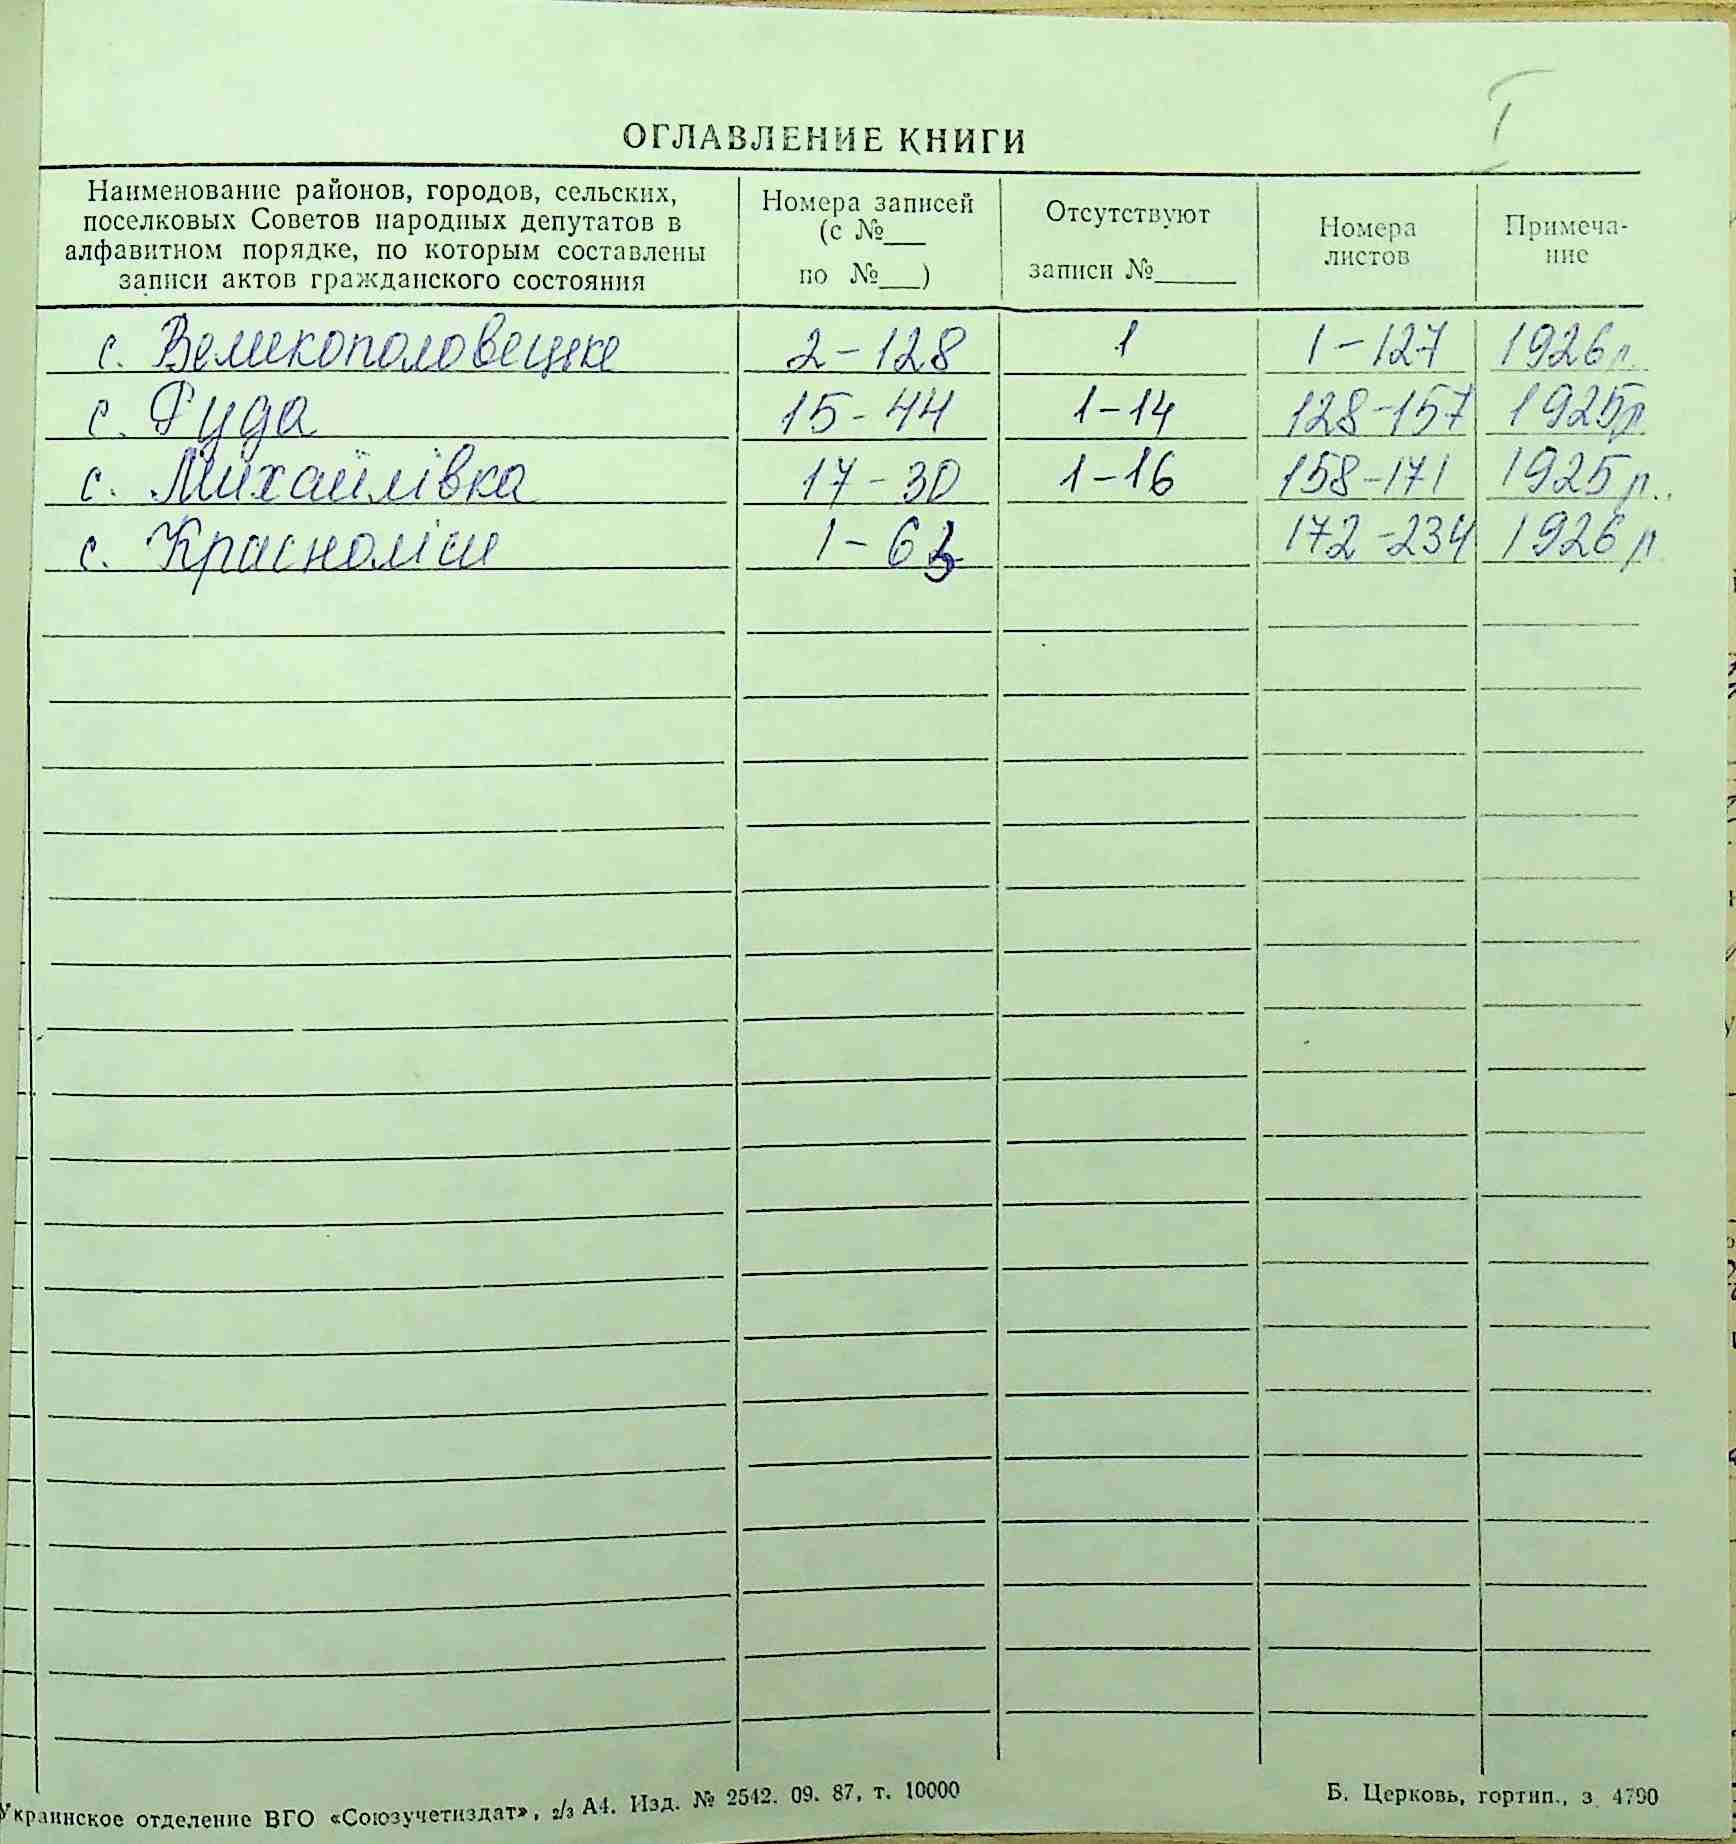 I
ОГЛАВЛЕНИЕ КНИГИ
Наименование районов, городов, сельских,
поселковых Советов народных депутатов в
алфавитном порядке, по которым составлены
записи актов гражданского состояния
Номера записей
(с №___
по №___)
Отсутствуют
записи №______
Номера
листов
Примеча-
ние
с. Великополовецьке 2-128 1 1-127 1926 р.
с. Руда 15-44 1-14 128-157 1925 р
с. Михайлівка 17-30 1-16 158-171 1925 р.
с. Красноліси 1-63 172-234 1926 р
Украинское отделение ВГО «Союзучетиздат», 2/3 А4. Изд. № 2542. 09. 87, т. 10000
Б. Церковь, гортип., з. 4790